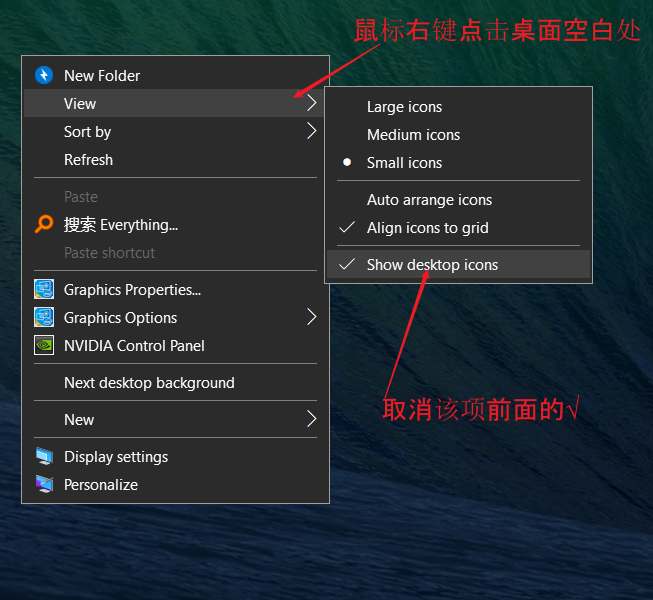 鼠标右键点击桌面空白处
New Folder
View
Sort by
Refresh
Paste
搜索 Everything...
Paste shortcut
Graphics Properties...
Graphics Options
NVIDIA Control Panel
Next desktop background
New
Display settings
Personalize
Large icons
Medium icons
Small icons
Auto arrange icons
Align icons to grid
Show desktop icons
取消该项前面的√